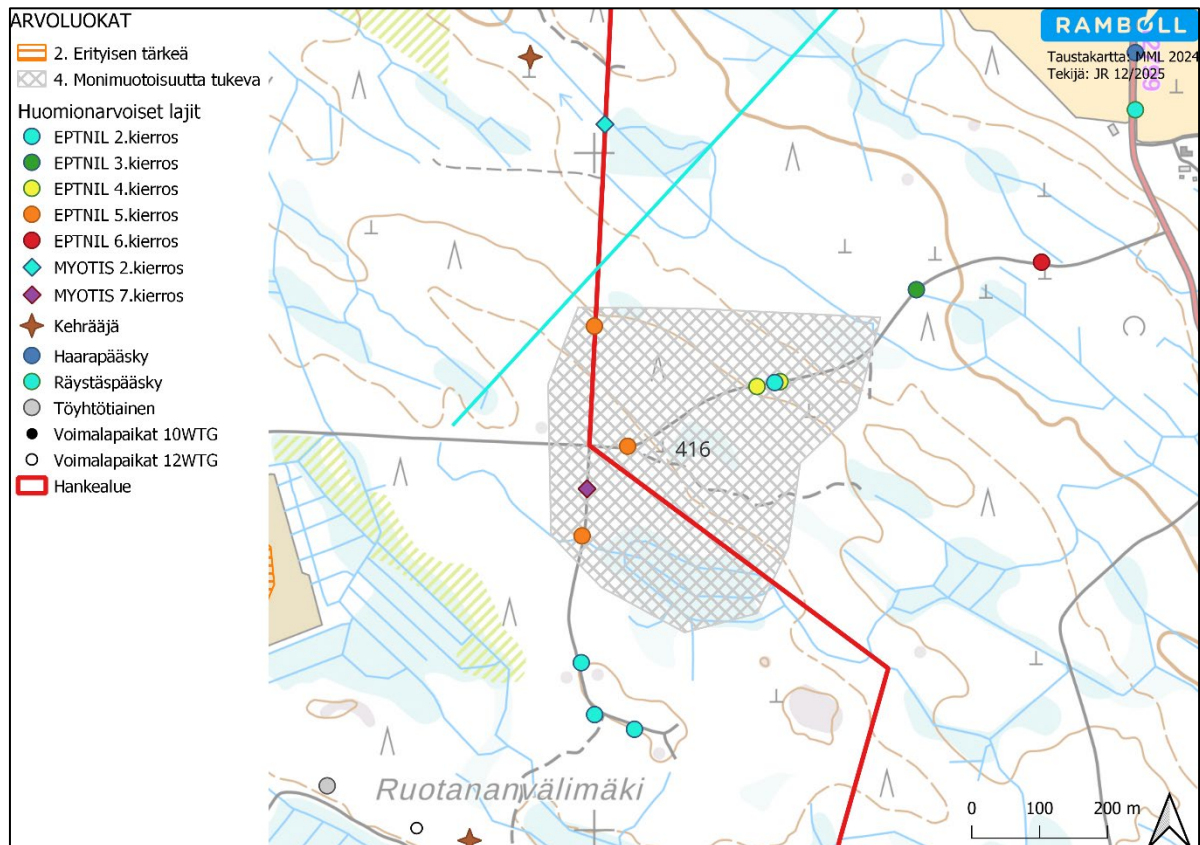 ARVOLUOKAT
2. Erityisen tärkeä
4. Monimuotoisuutta tukeva
Huomionarvoiset lajit
EPTNIL 2.kierros
EPTNIL 3.kierros
EPTNIL 4.kierros
EPTNIL 5.kierros
EPTNIL 6.kierros
MYOTIS 2.kierros
MYOTIS 7.kierros
Kehrääjä
Haarapääsky
Räystäspääsky
Töyhtötiainen
Voimalapaikat 10WTG
Voimalapaikat 12WTG
Hankealue
RAMBOLL
Taustakartta: MML 2024
Tekijä: JR 12/2025
416
Ruotananvälimäki
0 100 200 m